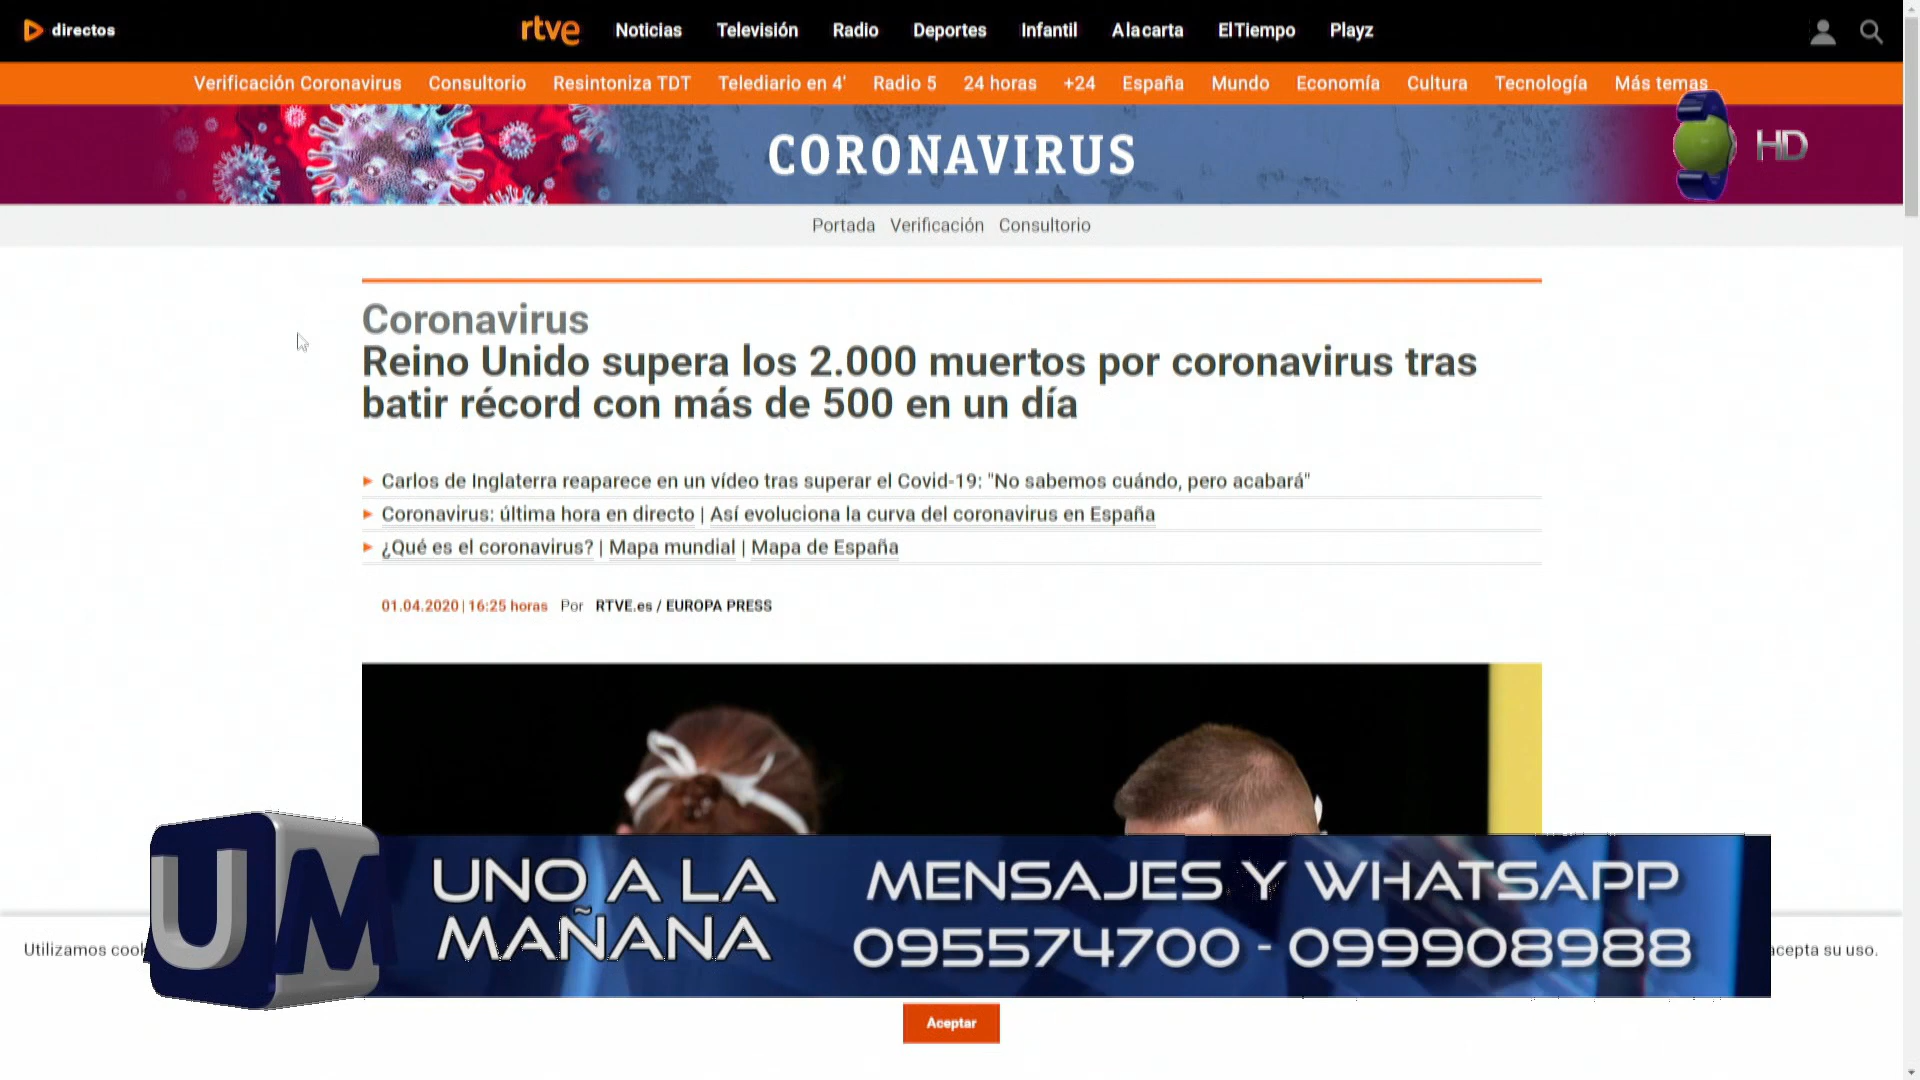 directos
rtve Noticias Televisión Radio Deportes Infantil Alacarta ElTiempo Playz
Verificación Coronavirus Consultorio Resintoniza TDT Telediario en 4' Radio 5 24 horas +24 España Mundo Economía Cultura Tecnología Más temas
CORONAVIRUS
HD
Portada Verificación Consultorio
Coronavirus
Reino Unido supera los 2.000 muertos por coronavirus tras
batir récord con más de 500 en un día
Carlos de Inglaterra reaparece en un vídeo tras superar el Covid-19: "No sabemos cuándo, pero acabará"
Coronavirus: última hora en directo | Así evoluciona la curva del coronavirus en España
¿Qué es el coronavirus? | Mapa mundial | Mapa de España
01.04.2020 | 16:25 horas Por RTVE.es / EUROPA PRESS
UM
UNO A LA
MAÑANA
MENSAJES Y WHATSAPP
095574700 - 099908988
Utilizamos
acepta su uso.
Aceptar